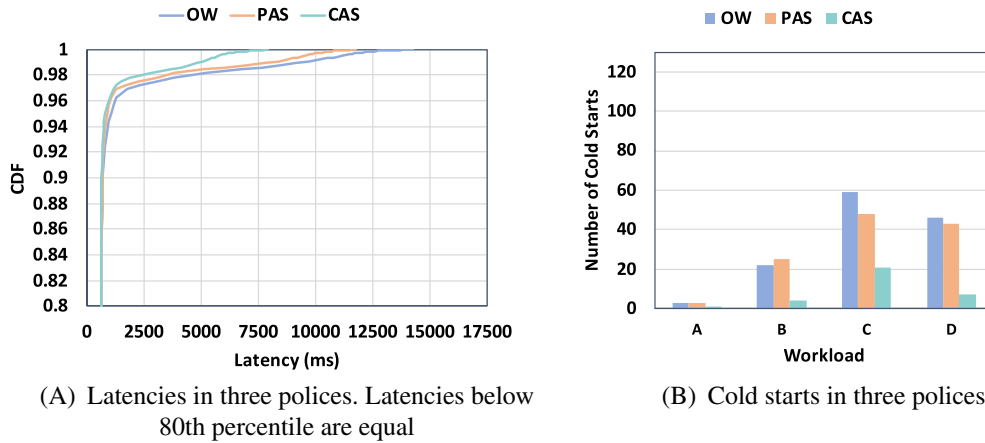 OW PAS CAS
1
0.98
0.96
0.94
0.92
0.9
0.88
0.86
0.84
0.82
0.8
CDF
0 2500 5000 7500 10000 12500 15000 17500
Latency (ms)
(A) Latencies in three polices. Latencies below
80th percentile are equal
OW PAS CAS
120
100
80
60
40
20
0
Number of Cold Starts
A B C D
Workload
(B) Cold starts in three polices